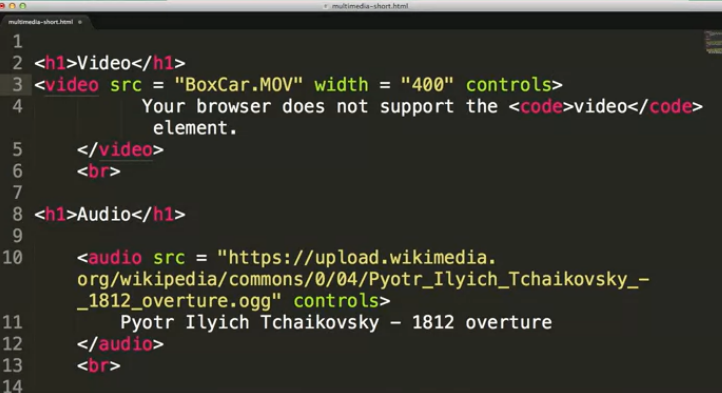 multimedia-short.html
multimedia-short.html ×
1
2 <h1>Video</h1>
3 <video src = "BoxCar.MOV" width = "400" controls>
4 Your browser does not support the <code>video</code>
element.
5 </video>
6 <br>
7
8 <h1>Audio</h1>
9
10 <audio src = "https://upload.wikimedia.
org/wikipedia/commons/0/04/Pyotr_Ilyich_Tchaikovsky_-
_1812_overture.ogg" controls>
11 Pyotr Ilyich Tchaikovsky - 1812 overture
12 </audio>
13 <br>
14